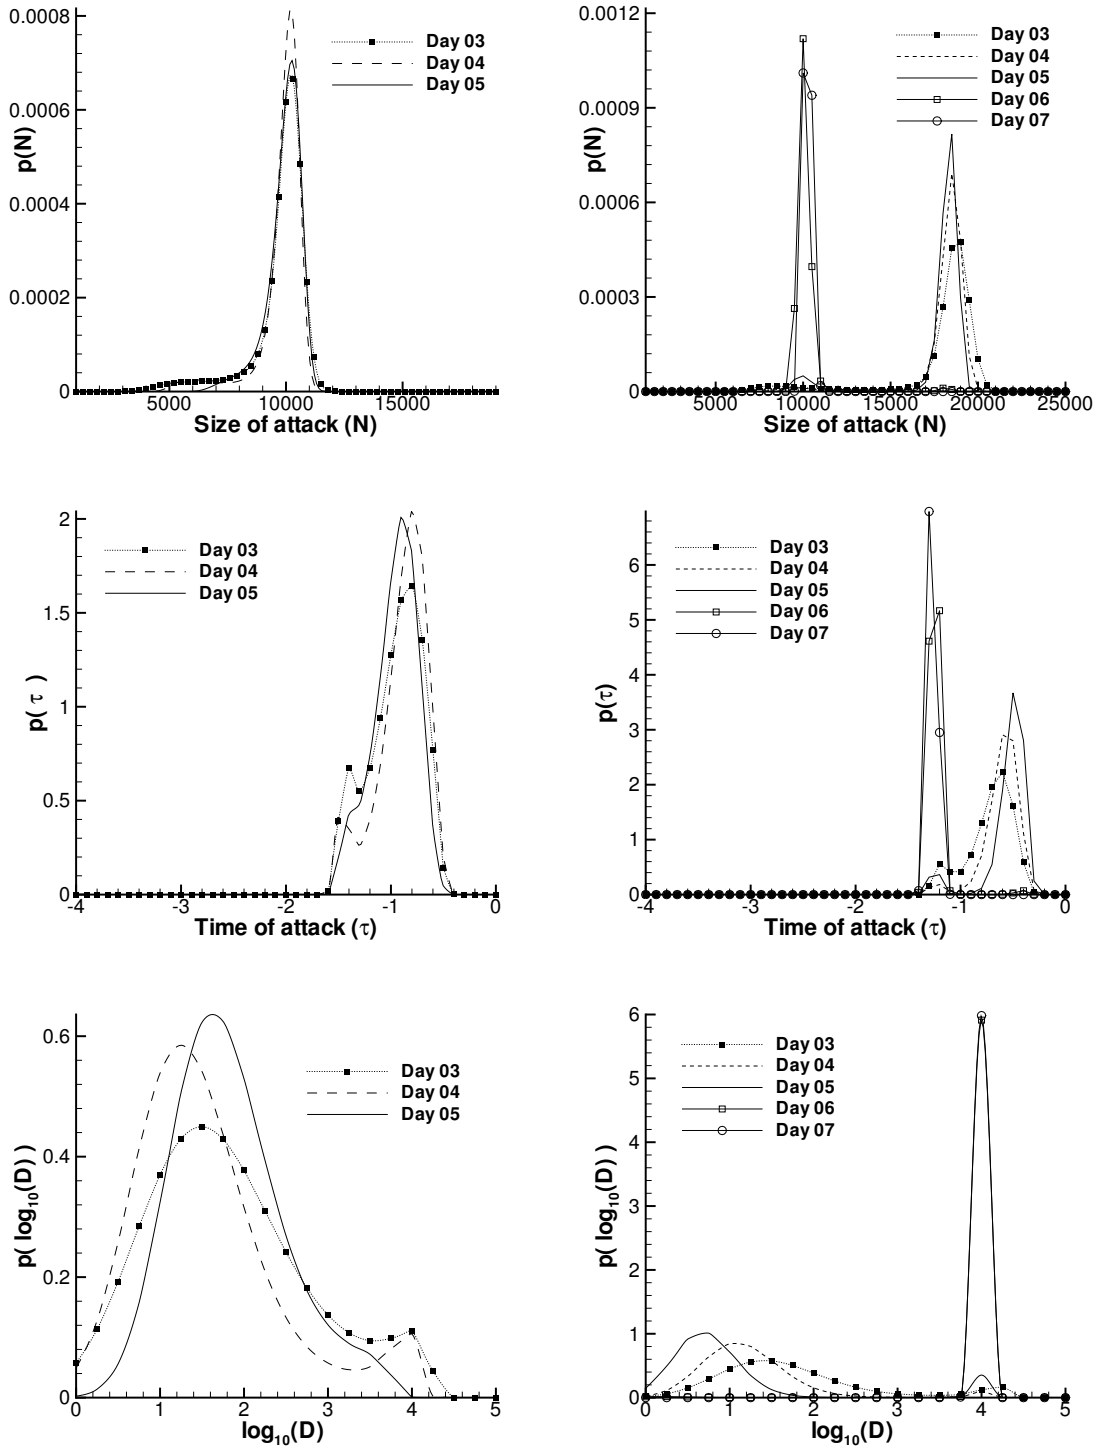 0.0008
0.0006
0.0004
0.0002
0
p(N)
Day 03
Day 04
Day 05
5000 10000 15000
Size of attack (N)
0.0012
0.0009
0.0006
0.0003
0
p(N)
Day 03
Day 04
Day 05
Day 06
Day 07
5000 10000 15000 20000 25000
Size of attack (N)
2
1.5
1
0.5
0
p( τ )
Day 03
Day 04
Day 05
-4 -3 -2 -1 0
Time of attack (τ)
6
5
4
3
2
1
0
p(τ)
Day 03
Day 04
Day 05
Day 06
Day 07
-4 -3 -2 -1 0
Time of attack (τ)
0.6
0.4
0.2
0
p( log10(D) )
Day 03
Day 04
Day 05
0 1 2 3 4 5
log10(D)
6
5
4
3
2
1
0
p( log10(D) )
Day 03
Day 04
Day 05
Day 06
Day 07
0 1 2 3 4 5
log10(D)